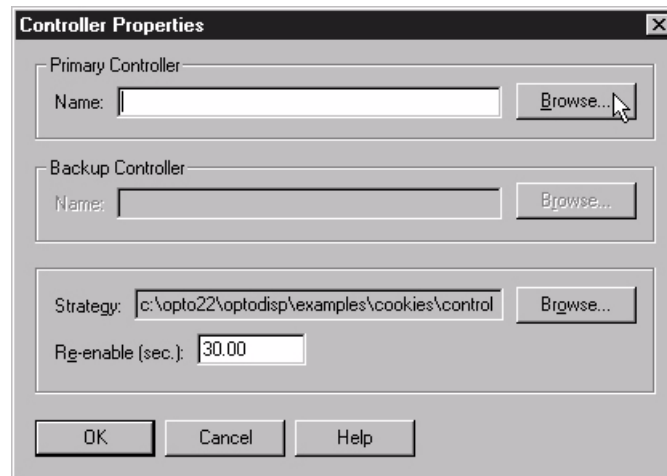 Controller Properties
Primary Controller
Name:
Browse...
Backup Controller
Name:
Browse...
Strategy: c:\opto22\optodisp\examples\cookies\control
Browse...
Re-enable (sec.): 30.00
OK Cancel Help